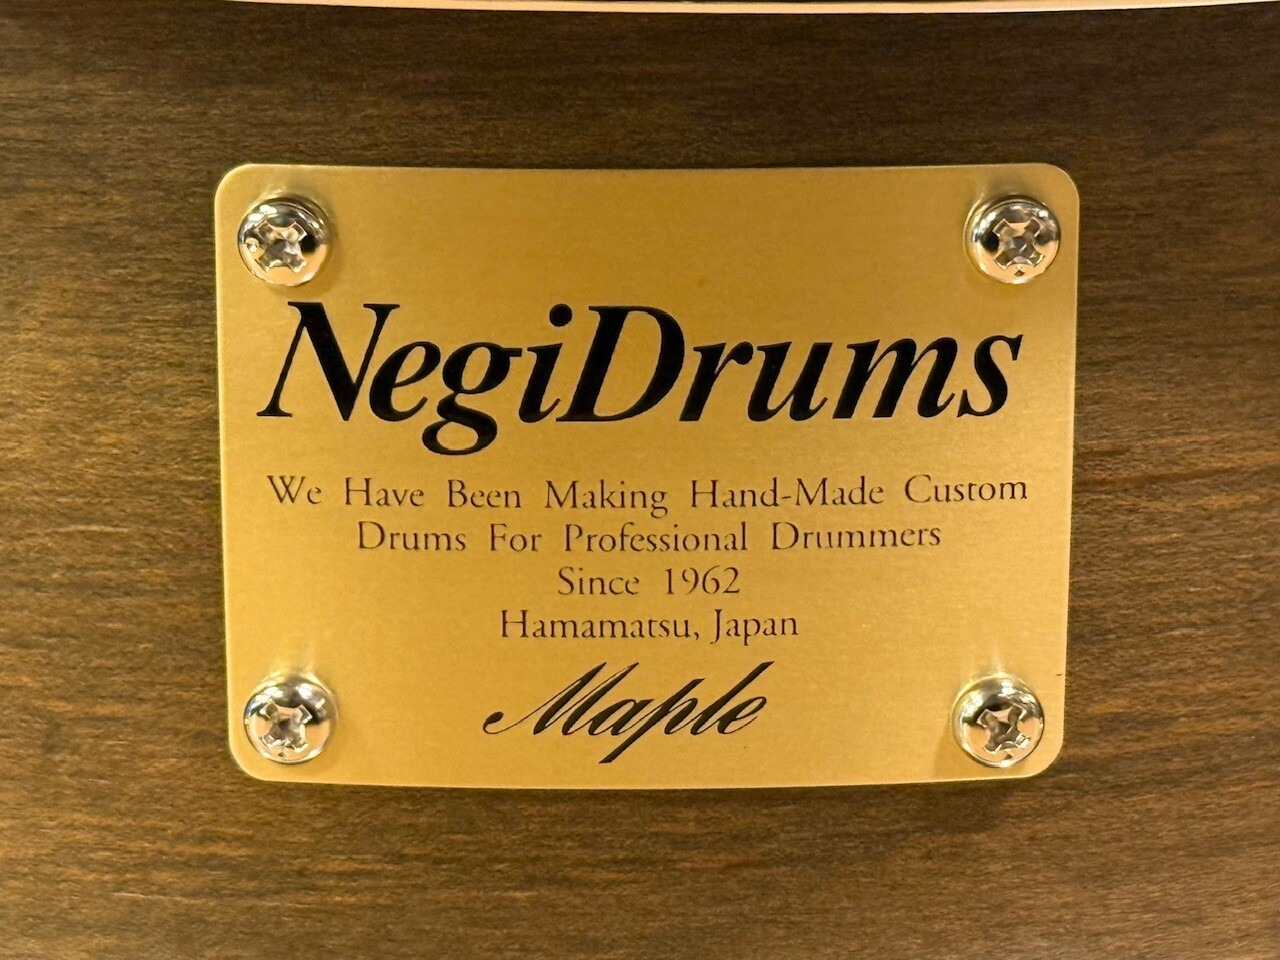 NegiDrums
We Have Been Making Hand-Made Custom
Drums For Professional Drummers
Since 1962
Hamamatsu, Japan
Maple